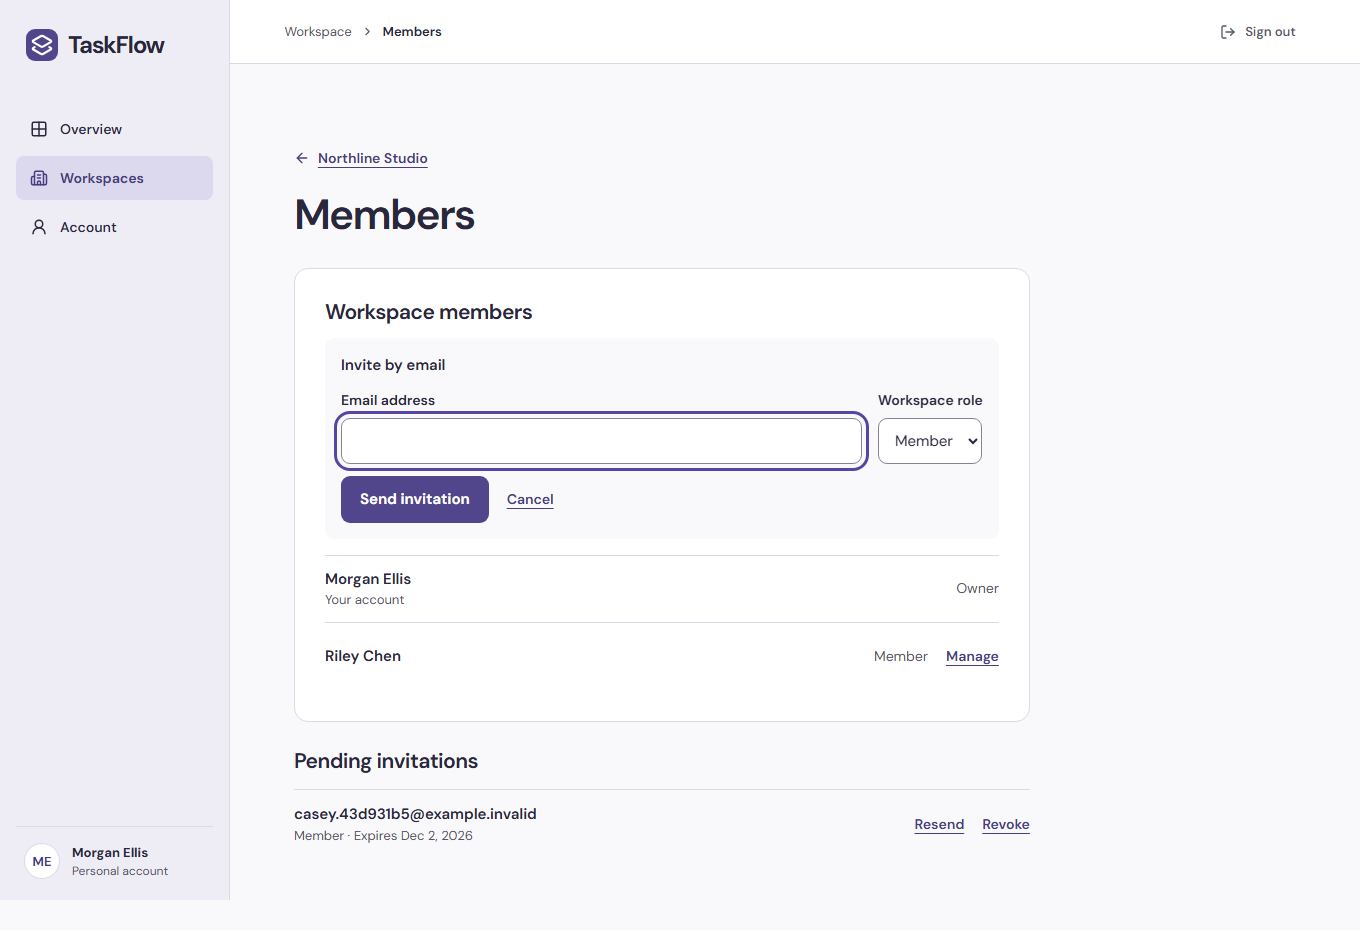 TaskFlow
Overview
Workspaces
Account
ME
Morgan Ellis
Personal account
Workspace > Members
Sign out
Northline Studio
Members
Workspace members
Invite by email
Email address
Workspace role
Member
Send invitation
Cancel
Morgan Ellis
Your account
Owner
Riley Chen
Member
Manage
Pending invitations
casey.43d931b5@example.invalid
Member · Expires Dec 2, 2026
Resend
Revoke